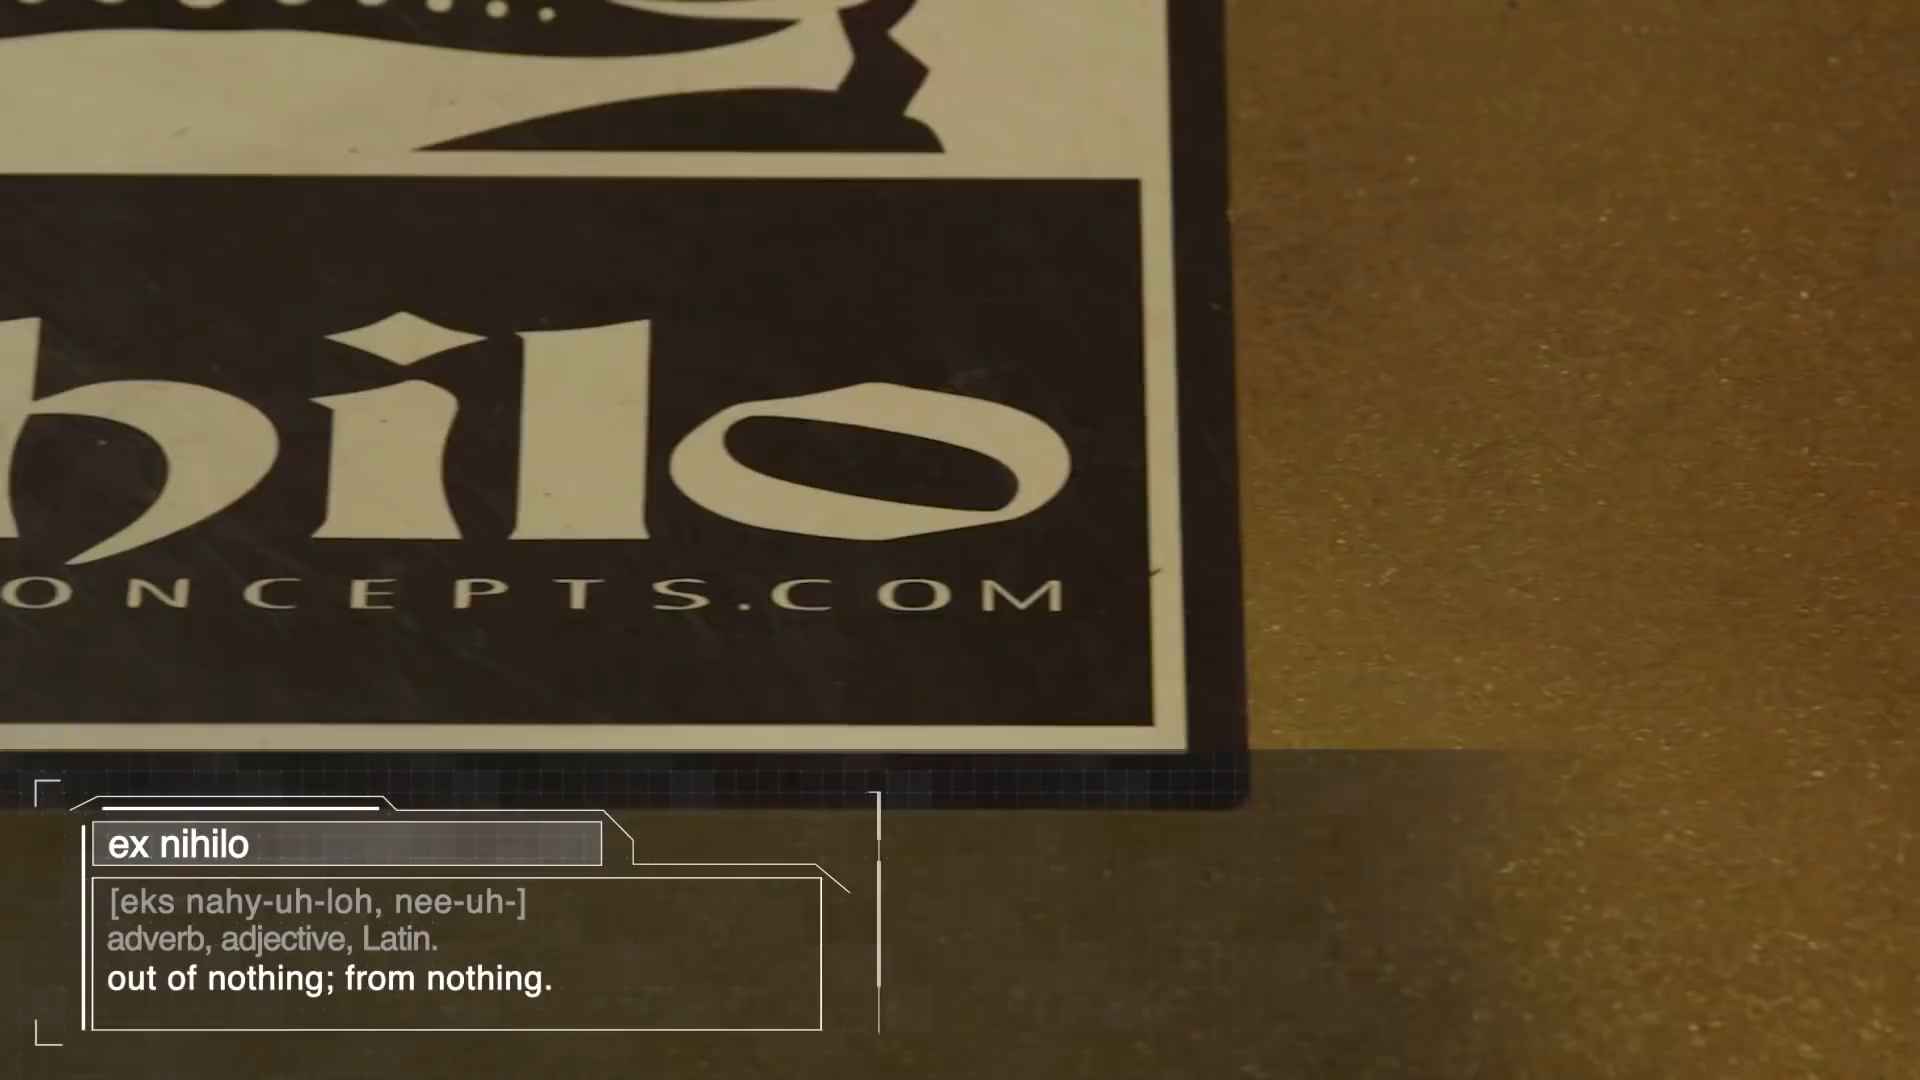 hilo
ONCEPTS.COM
ex nihilo
[eks nahy-uh-loh, nee-uh-]
adverb, adjective, Latin.
out of nothing; from nothing.